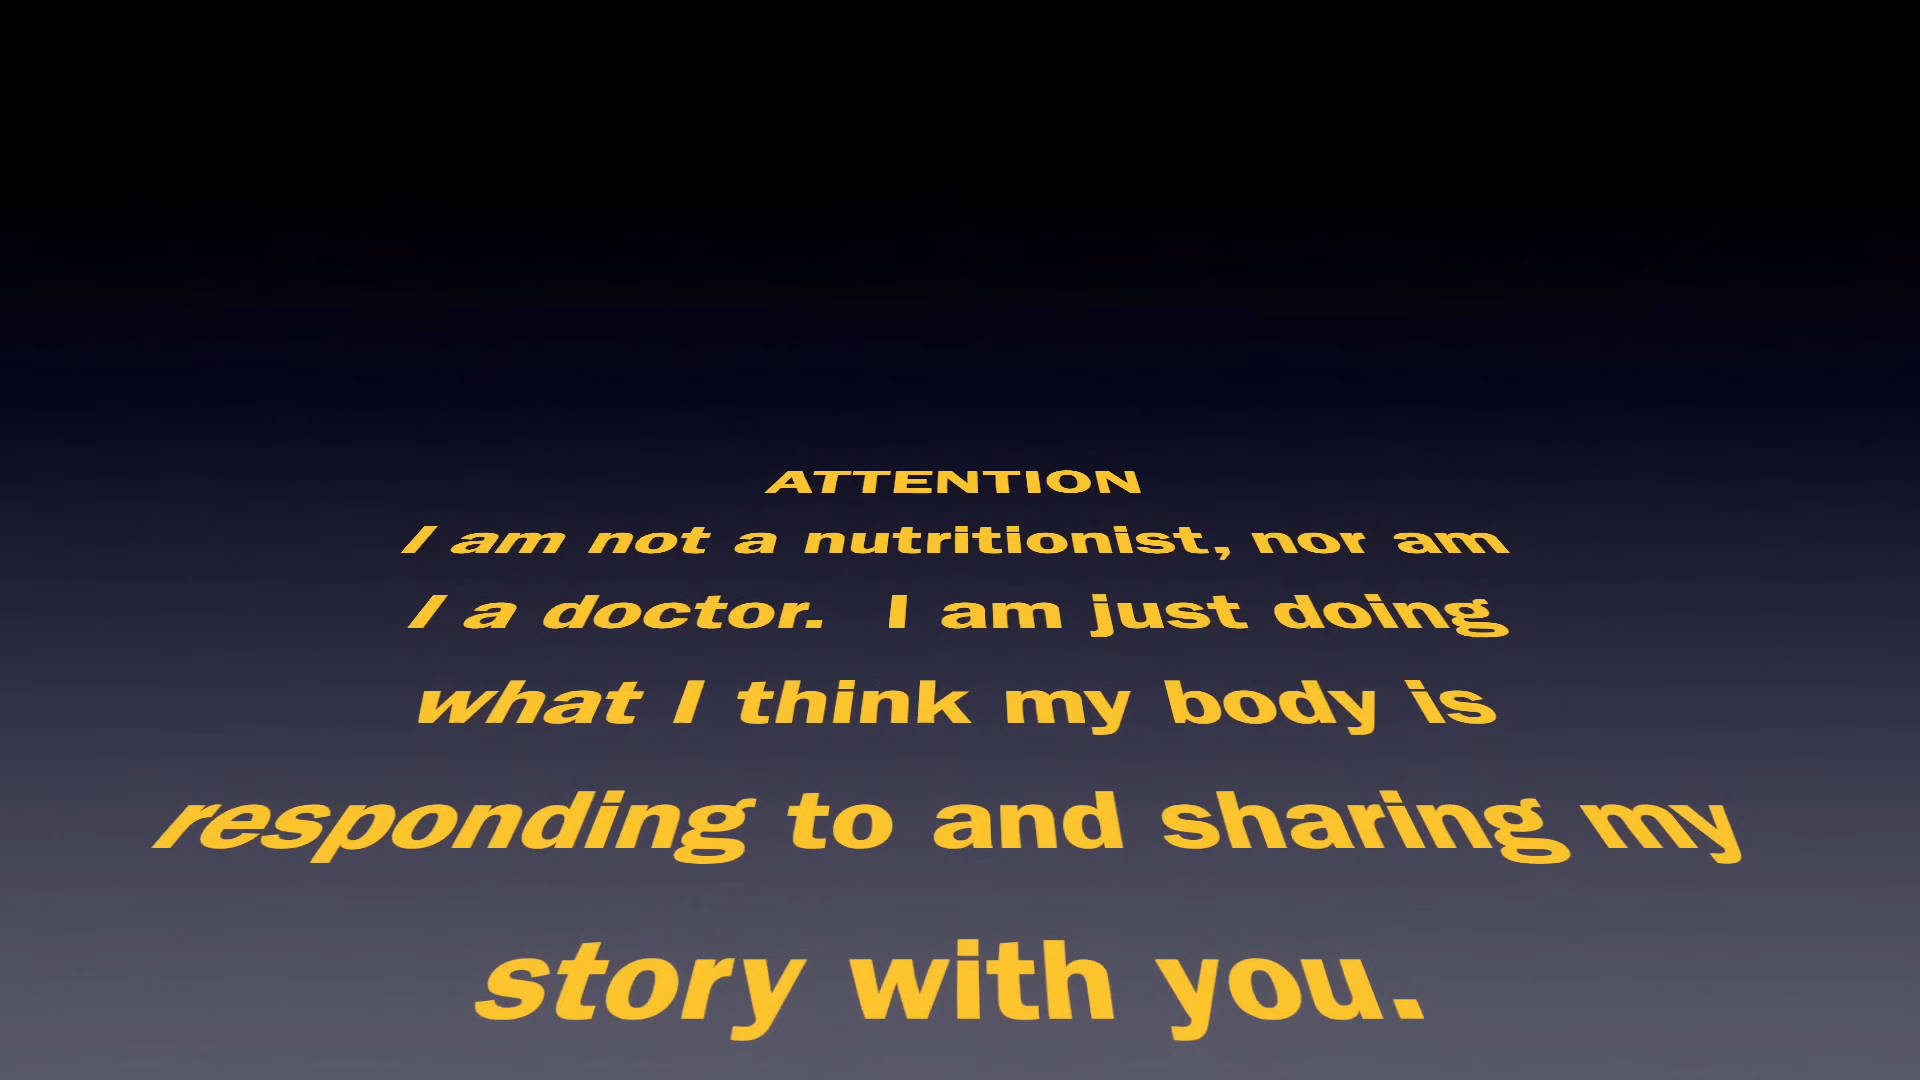 ATTENTION
I am not a nutritionist, nor am
I a doctor.  I am just doing
what I think my body is
responding to and sharing my
story with you.